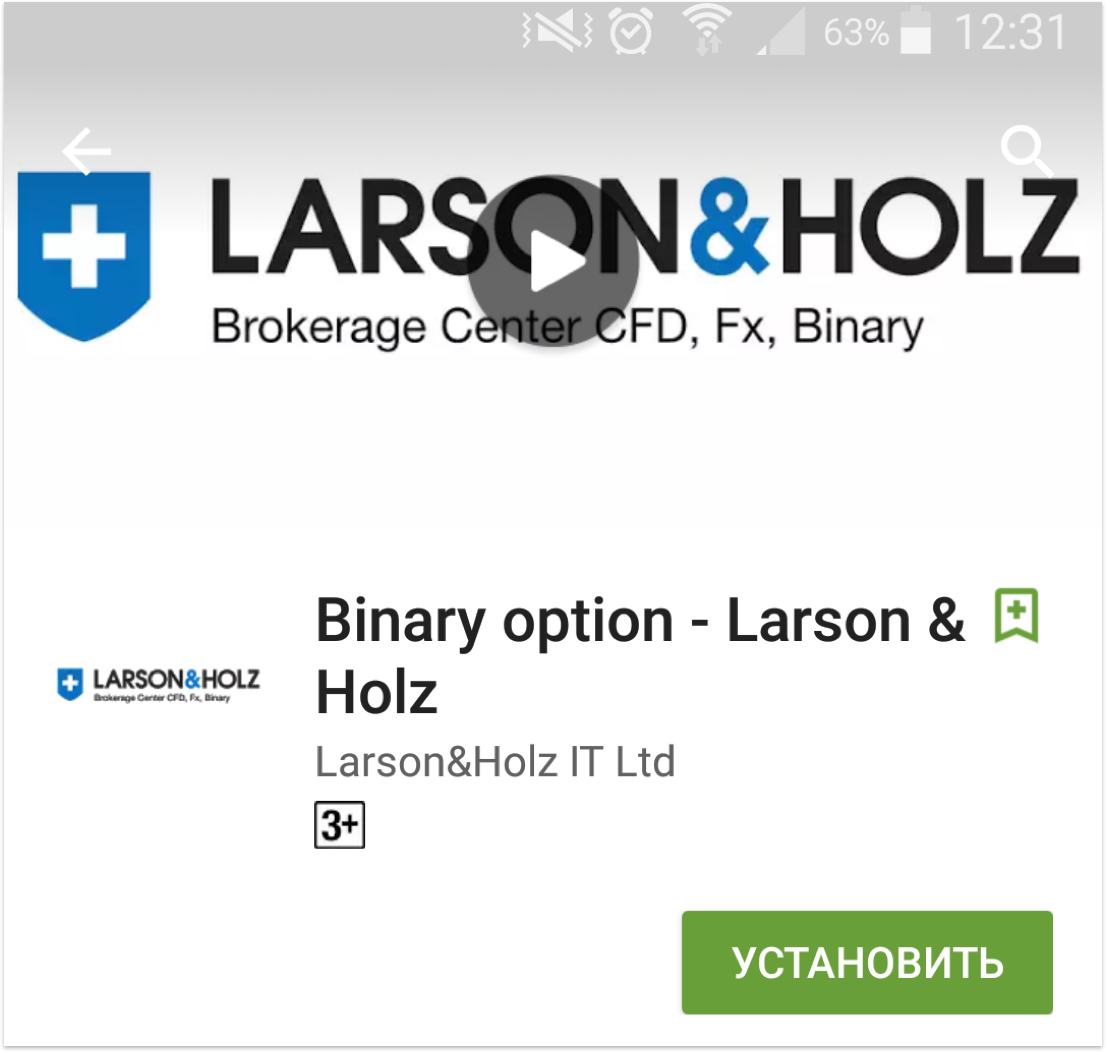 63% 12:31
LARSON&HOLZ
Brokerage Center CFD, Fx, Binary
Binary option - Larson &
Holz
LARSON&HOLZ
Brokerage Center CFD, Fx, Binary
Larson&Holz IT Ltd
3+
УСТАНОВИТЬ